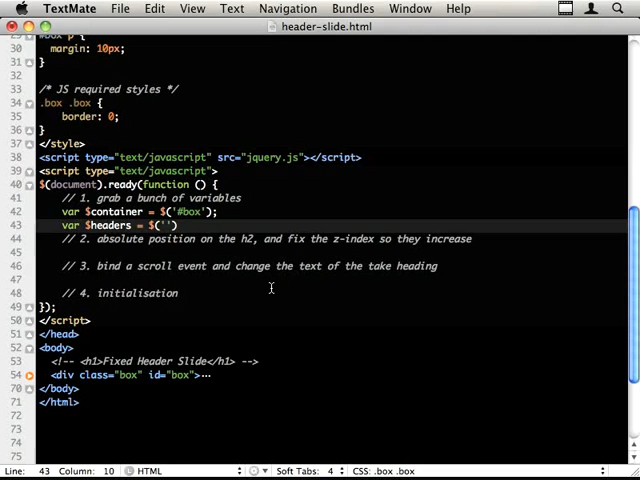 TextMate File Edit View Text Navigation Bundles Window Help
header-slide.html
29 #box p {
30 margin: 10px;
31 }
32
33 /* JS required styles */
34 .box .box {
35 border: 0;
36 }
37 </style>
38 <script type="text/javascript" src="jquery.js"></script>
39 <script type="text/javascript">
40 $(document).ready(function () {
41 // 1. grab a bunch of variables
42 var $container = $('#box');
43 var $headers = $('')
44 // 2. absolute position on the h2, and fix the z-index so they increase
45
46 // 3. bind a scroll event and change the text of the take heading
47
48 // 4. initialisation
49 });
50 </script>
51 </head>
52 <body>
53 <!-- <h1>Fixed Header Slide</h1> -->
54 <div class="box" id="box">…
70 </body>
71 </html>
72
73
74
75
Line: 43 Column: 10 HTML Soft Tabs: 4 CSS: .box .box